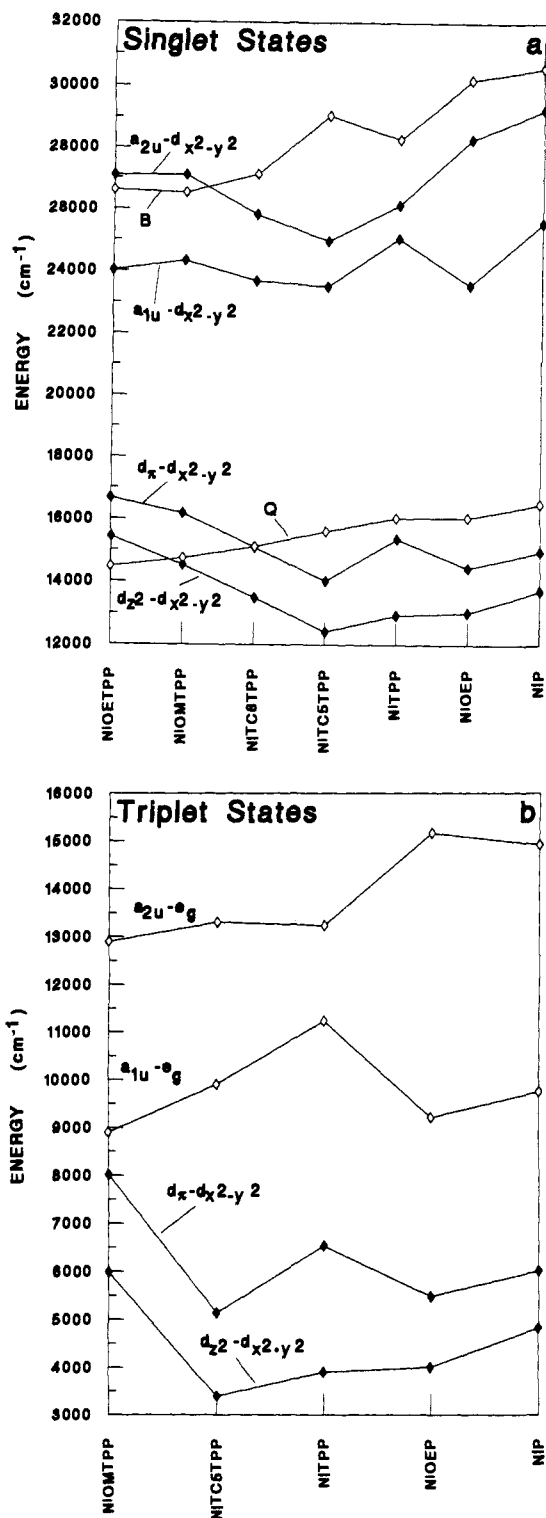 Singlet States a
32000
30000
28000
26000
24000
22000
20000
18000
16000
14000
12000
ENERGY (cm-1)
a2u-dx2-y2
B
a1u-dx2-y2
dπ-dx2-y2
Q
dz2-dx2-y2
NIOETPP
NIOMTPP
NITC6TPP
NITC5TPP
NITPP
NIOEP
NIP
Triplet States b
16000
15000
14000
13000
12000
11000
10000
9000
8000
7000
6000
5000
4000
3000
ENERGY (cm-1)
a2u-eg
a1u-eg
dπ-dx2-y2
dz2-dx2-y2
NIOMTPP
NITC5TPP
NITPP
NIOEP
NIP